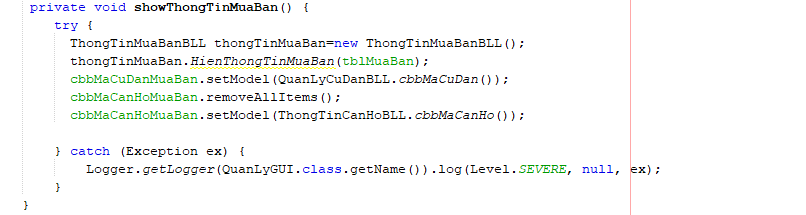 private void showThongTinMuaBan() {
try {
ThongTinMuaBanBLL thongTinMuaBan=new ThongTinMuaBanBLL();
thongTinMuaBan.HienThongTinMuaBan(tblMuaBan);
cbbMaCuDanMuaBan.setModel(QuanLyCuDanBLL.cbbMaCuDan());
cbbMaCanHoMuaBan.removeAllItems();
cbbMaCanHoMuaBan.setModel(ThongTinCanHoBLL.cbbMaCanHo());
} catch (Exception ex) {
Logger.getLogger(QuanLyGUI.class.getName()).log(Level.SEVERE, null, ex);
}
}